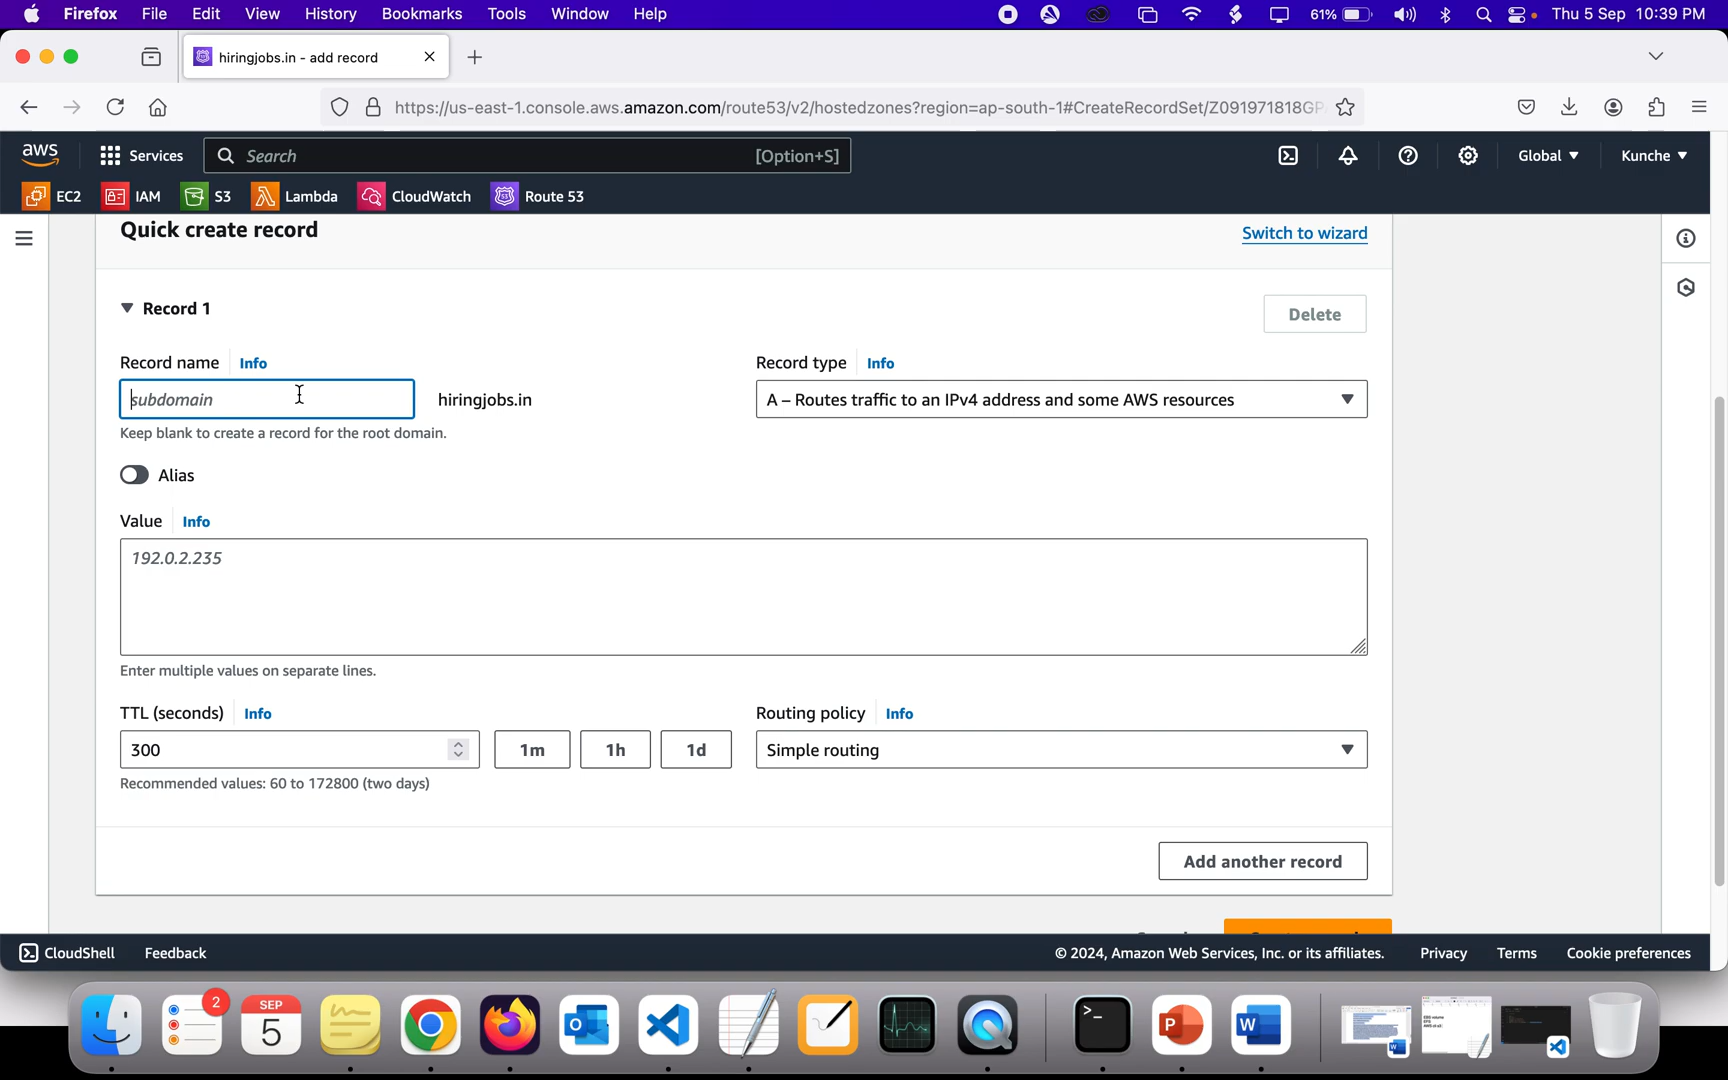 Firefox File Edit View History Bookmarks Tools Window Help 61% Thu 5 Sep 10:39 PM
hiringjobs.in - add record
https://us-east-1.console.aws.amazon.com/route53/v2/hostedzones?region=ap-south-1#CreateRecordSet/Z091971818GP
aws Services Search [Option+S] Global Kunche
EC2 IAM S3 Lambda CloudWatch Route 53
Quick create record Switch to wizard
Record 1 Delete
Record name Info Record type Info
subdomain hiringjobs.in A – Routes traffic to an IPv4 address and some AWS resources
Keep blank to create a record for the root domain.
Alias
Value Info
192.0.2.235
Enter multiple values on separate lines.
TTL (seconds) Info Routing policy Info
300 1m 1h 1d Simple routing
Recommended values: 60 to 172800 (two days)
Add another record
CloudShell Feedback © 2024, Amazon Web Services, Inc. or its affiliates. Privacy Terms Cookie preferences
2
SEP
5